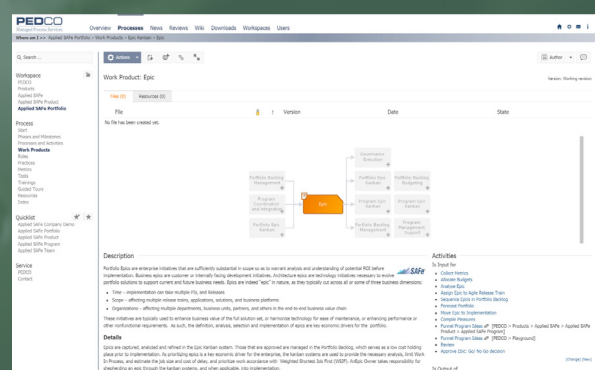 PEDCO
Managed Process Services
Overview Processes News Reviews Wiki Downloads Workspaces Users
Where am I >> Applied SAFe Portfolio > Work Products > Epic Kanban > Epic
Search ...
Actions
Author
Workspace
PEDCO
Products
Applied SAFe
Applied SAFe Product
Applied SAFe Portfolio
Process
Start
Phases and Milestones
Processes and Activities
Work Products
Roles
Practices
Metrics
Tools
Trainings
Guided Tours
Resources
Index
Quicklist
Applied SAFe Company Demo
Applied SAFe Portfolio
Applied SAFe Product
Applied SAFe Program
Applied SAFe Team
Service
PEDCO
Contact
Work Product: Epic
Version: Working revision
Files (0) Resources (0)
File Version Date State
No file has been created yet.
Governance Execution
Portfolio Backlog Management
Portfolio Epic Kanban
Portfolio Backlog Budgeting
Program Coordination and Integration
Epic
Program Epic Kanban
Program Epic Kanban
Portfolio Epic Kanban
Portfolio Backlog Management
Program Management Support
Description
SAFe
Portfolio Epics are enterprise initiatives that are sufficiently substantial in scope so as to warrant analysis and understanding of potential ROI before
implementation. Business epics are customer or internally facing development initiatives. Architecture epics are technology initiatives necessary to evolve
portfolio solutions to support current and future business needs. Epics are indeed "epic" in nature, as they typically cut across all or some of three business dimensions:
• Time – implementation can take multiple PIs, and Releases
• Scope – affecting multiple release trains, applications, solutions, and business platforms
• Organizations – affecting multiple departments, business units, partners, and others in the end-to-end business value chain
These initiatives are typically used to enhance business value of the full solution set, or harmonize technology for ease of maintenance, or enhancing performance or
other nonfunctional requirements. As such, the definition, analysis, selection and implementation of epics are key economic drivers for the portfolio.
Details
Epics are captured, analyzed and refined in the Epic Kanban system. Those that are approved are managed in the Portfolio Backlog, which serves as a low cost holding
place prior to implementation. As prioritizing epics is a key economic driver for the enterprise, the kanban systems are used to provide the necessary analysis, limit Work
In Process, and estimate the job size and cost of delay, and prioritize work accordance with Weighted Shortest Job First (WSJF). An Epic Owner takes responsibility for
shepherding an epic through the kanban systems, and when applicable, into implementation.
Activities
Is Input for
• Collect Metrics
• Allocate Budgets
• Analyse Epic
• Assign Epic to Agile Release Train
• Sequence Epics in Portfolio Backlog
• Forecast Portfolio
• Move Epic to Implementation
• Compile Measures
• Funnel Program Ideas [PEDCO > Products > Applied SAFe > Applied SAFe Product > Applied SAFe Program]
• Funnel Program Ideas [PEDCO > Playground]
• Review
• Approve Epic: Go/ No Go decision
[Change] [New]
Is Output of